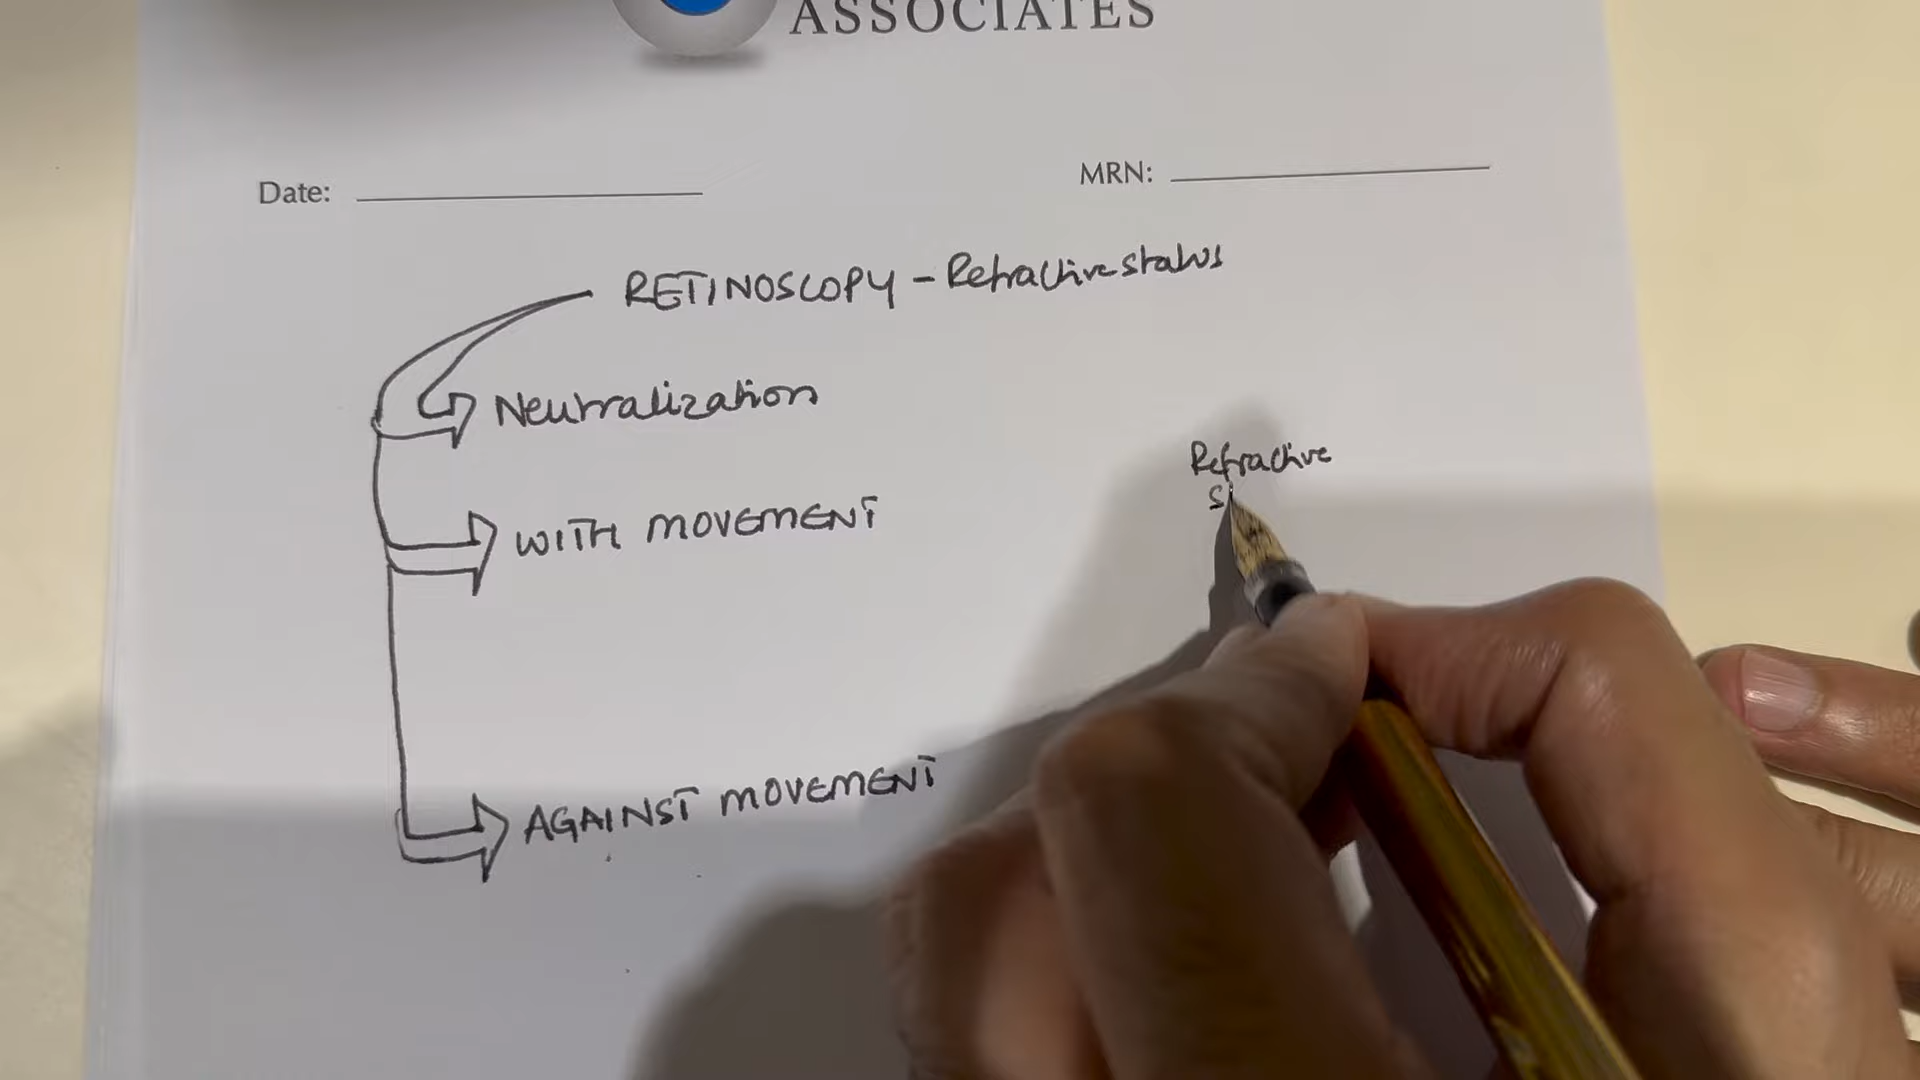 ASSOCIATES
Date:
MRN:
RETINOSCOPY - Refractive status
Neutralization
WITH MOVEMENT
Refractive
S
AGAINST MOVEMENT